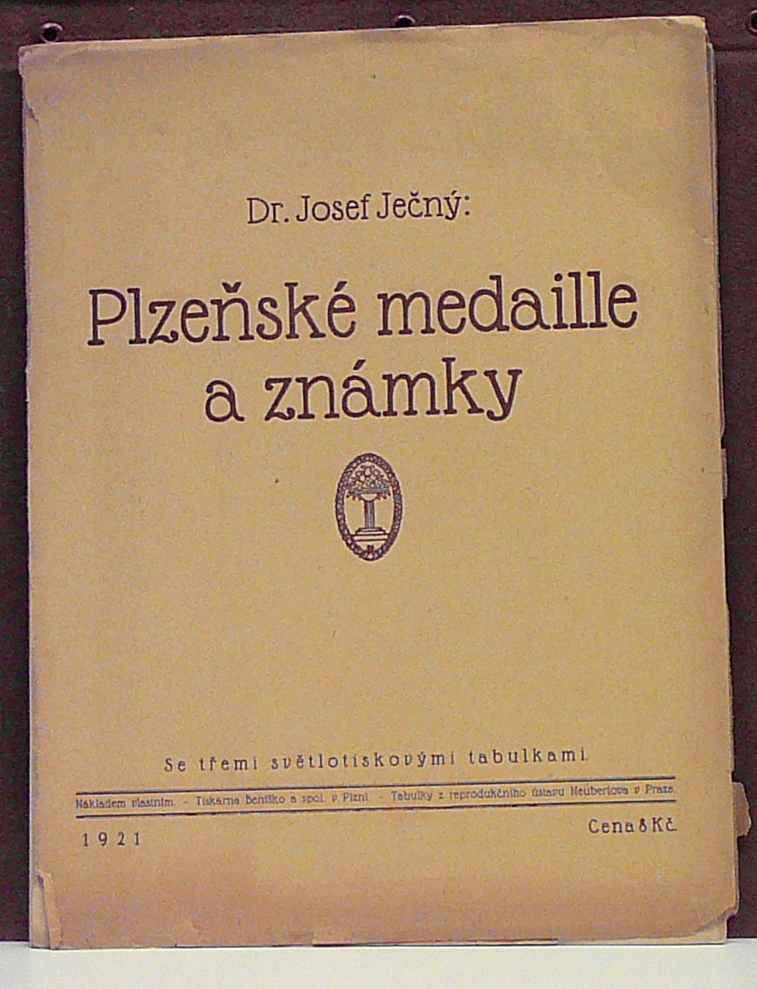 Dr. Josef Ječný:
Plzeňské medaille
a známky
Se třemi světlotiskovými tabulkami.
Nákladem vlastním. - Tiskárna Beníško a spol. v Plzni. - Tabulky z reprodukčního ústavu Neubertova v Praze.
1921
Cena 8 Kč.